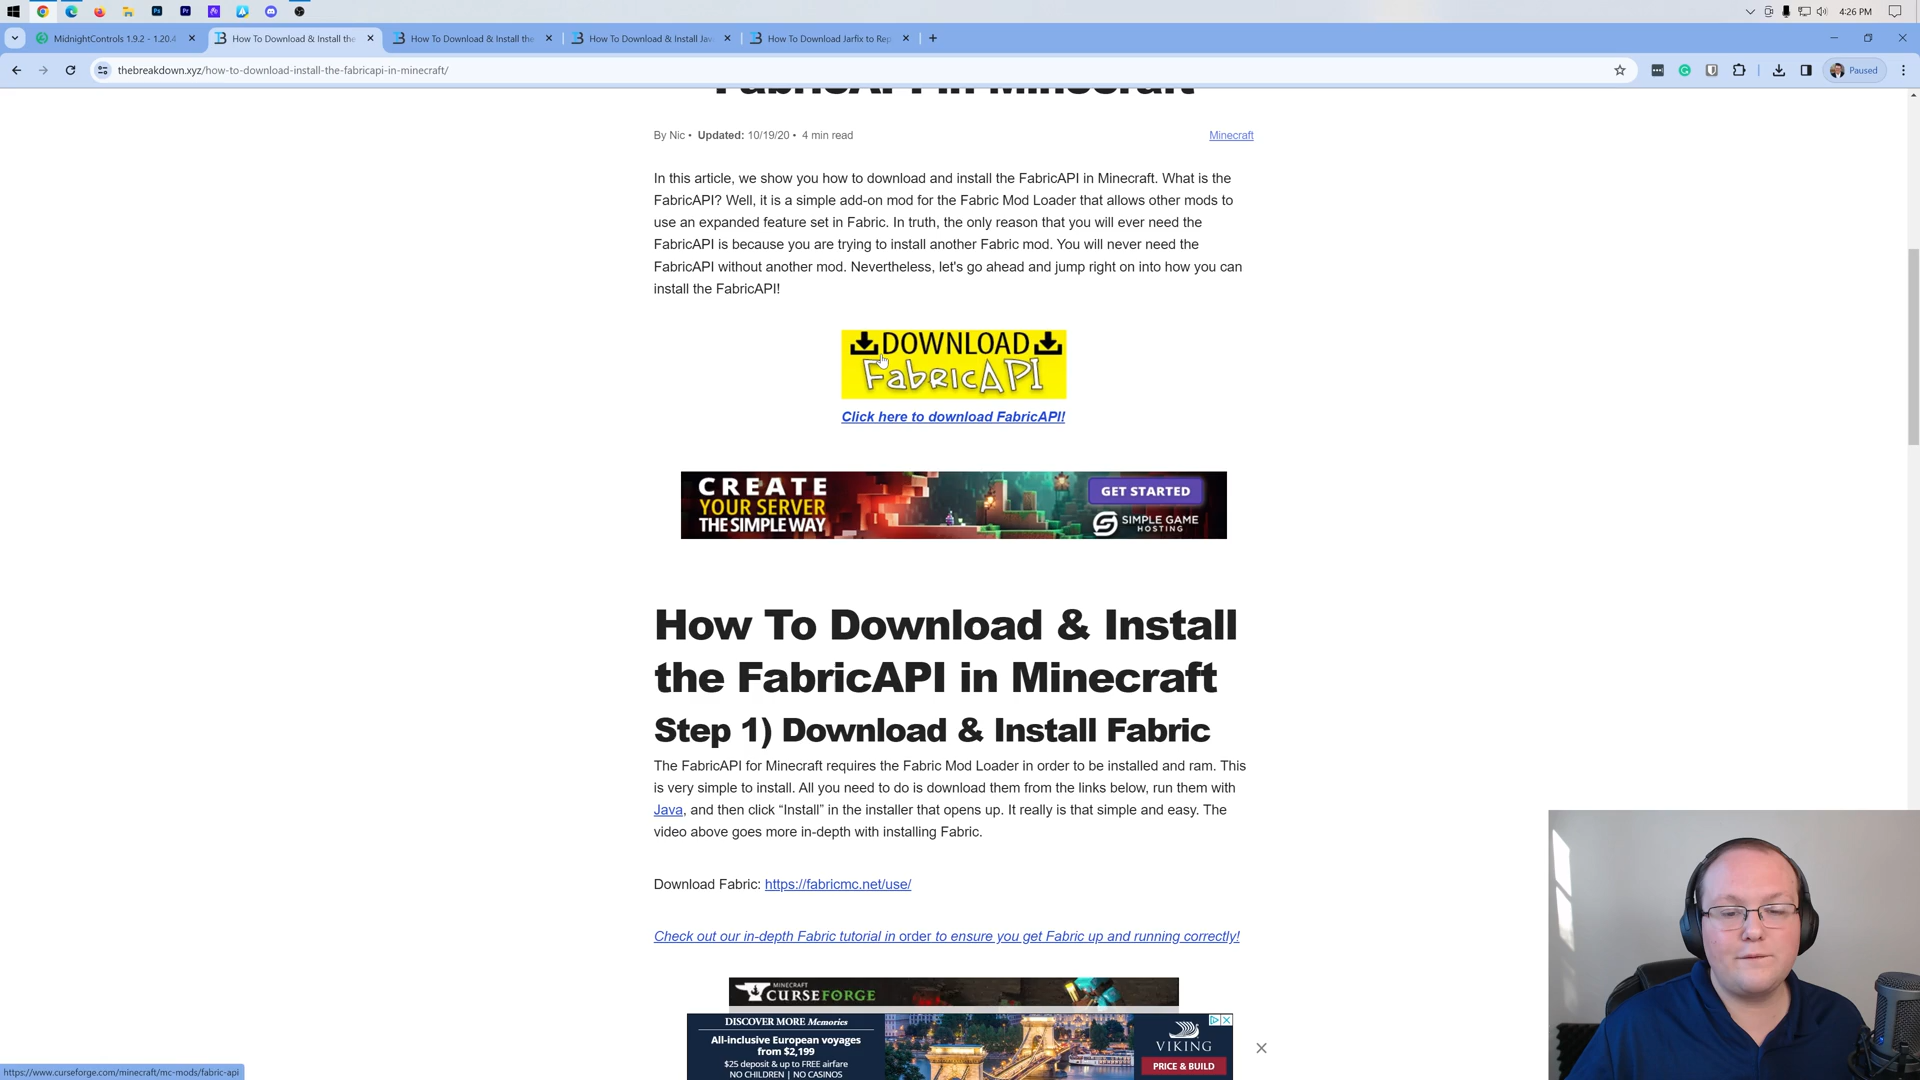 4:26 PM
MidnightControls 1.9.2 - 1.20.4
How To Download & Install the
How To Download & Install the
How To Download & Install Jav
How To Download Jarfix to Rep
thebreakdown.xyz/how-to-download-install-the-fabricapi-in-minecraft/
Paused
FabricAPI in Minecraft
By Nic • Updated: 10/19/20 • 4 min read
Minecraft
In this article, we show you how to download and install the FabricAPI in Minecraft. What is the
FabricAPI? Well, it is a simple add-on mod for the Fabric Mod Loader that allows other mods to
use an expanded feature set in Fabric. In truth, the only reason that you will ever need the
FabricAPI is because you are trying to install another Fabric mod. You will never need the
FabricAPI without another mod. Nevertheless, let's go ahead and jump right on into how you can
install the FabricAPI!
DOWNLOAD
FabricAPI
Click here to download FabricAPI!
CREATE
YOUR SERVER
THE SIMPLE WAY
GET STARTED
SIMPLE GAME
HOSTING
How To Download & Install
the FabricAPI in Minecraft
Step 1) Download & Install Fabric
The FabricAPI for Minecraft requires the Fabric Mod Loader in order to be installed and ram. This
is very simple to install. All you need to do is download them from the links below, run them with
Java, and then click “Install” in the installer that opens up. It really is that simple and easy. The
video above goes more in-depth with installing Fabric.
Download Fabric: https://fabricmc.net/use/
Check out our in-depth Fabric tutorial in order to ensure you get Fabric up and running correctly!
MINECRAFT
CURSEFORGE
DISCOVER MORE Memories
All-inclusive European voyages
from $2,199
$25 deposit & up to FREE airfare
NO CHILDREN | NO CASINOS
VIKING
PRICE & BUILD
https://www.curseforge.com/minecraft/mc-mods/fabric-api